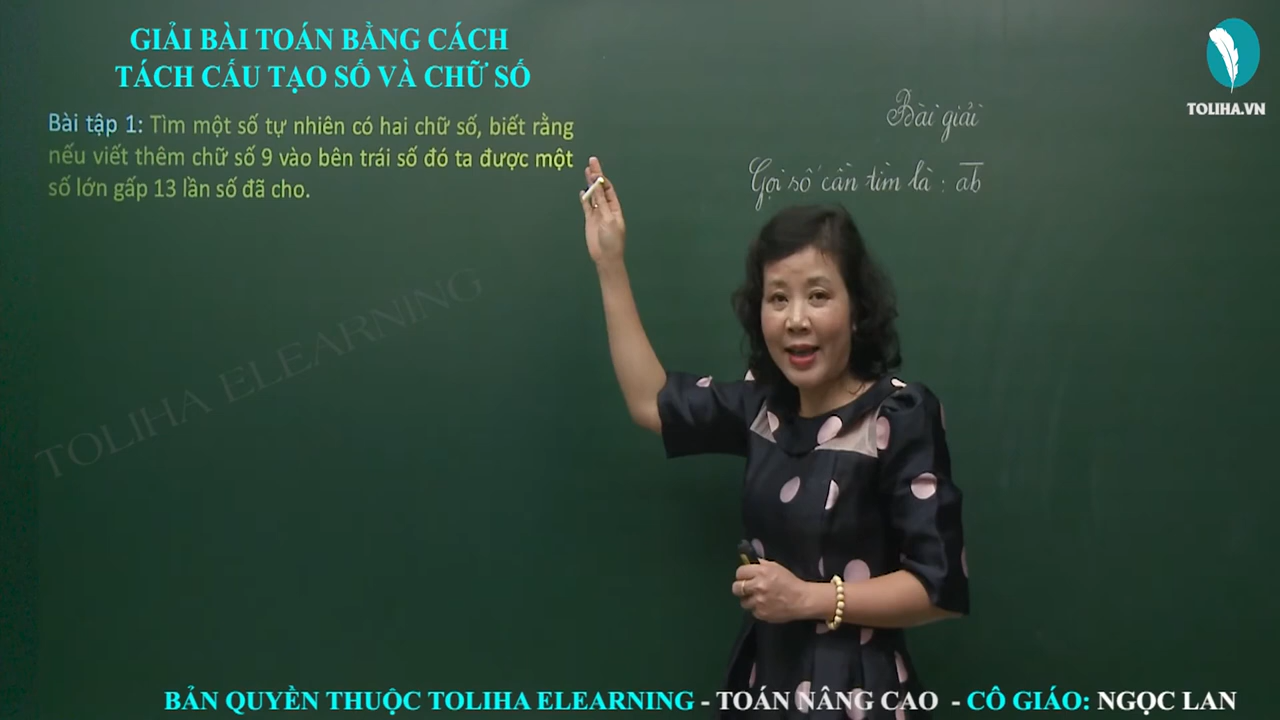 GIẢI BÀI TOÁN BẰNG CÁCH
TÁCH CẤU TẠO SỐ VÀ CHỮ SỐ
Bài tập 1: Tìm một số tự nhiên có hai chữ số, biết rằng
nếu viết thêm chữ số 9 vào bên trái số đó ta được một
số lớn gấp 13 lần số đã cho.
TOLIHA.VN
Bài giải
Gọi số cần tìm là : a̅b̅
TOLIHA ELEARNING
BẢN QUYỀN THUỘC TOLIHA ELEARNING - TOÁN NÂNG CAO - CÔ GIÁO: NGỌC LAN